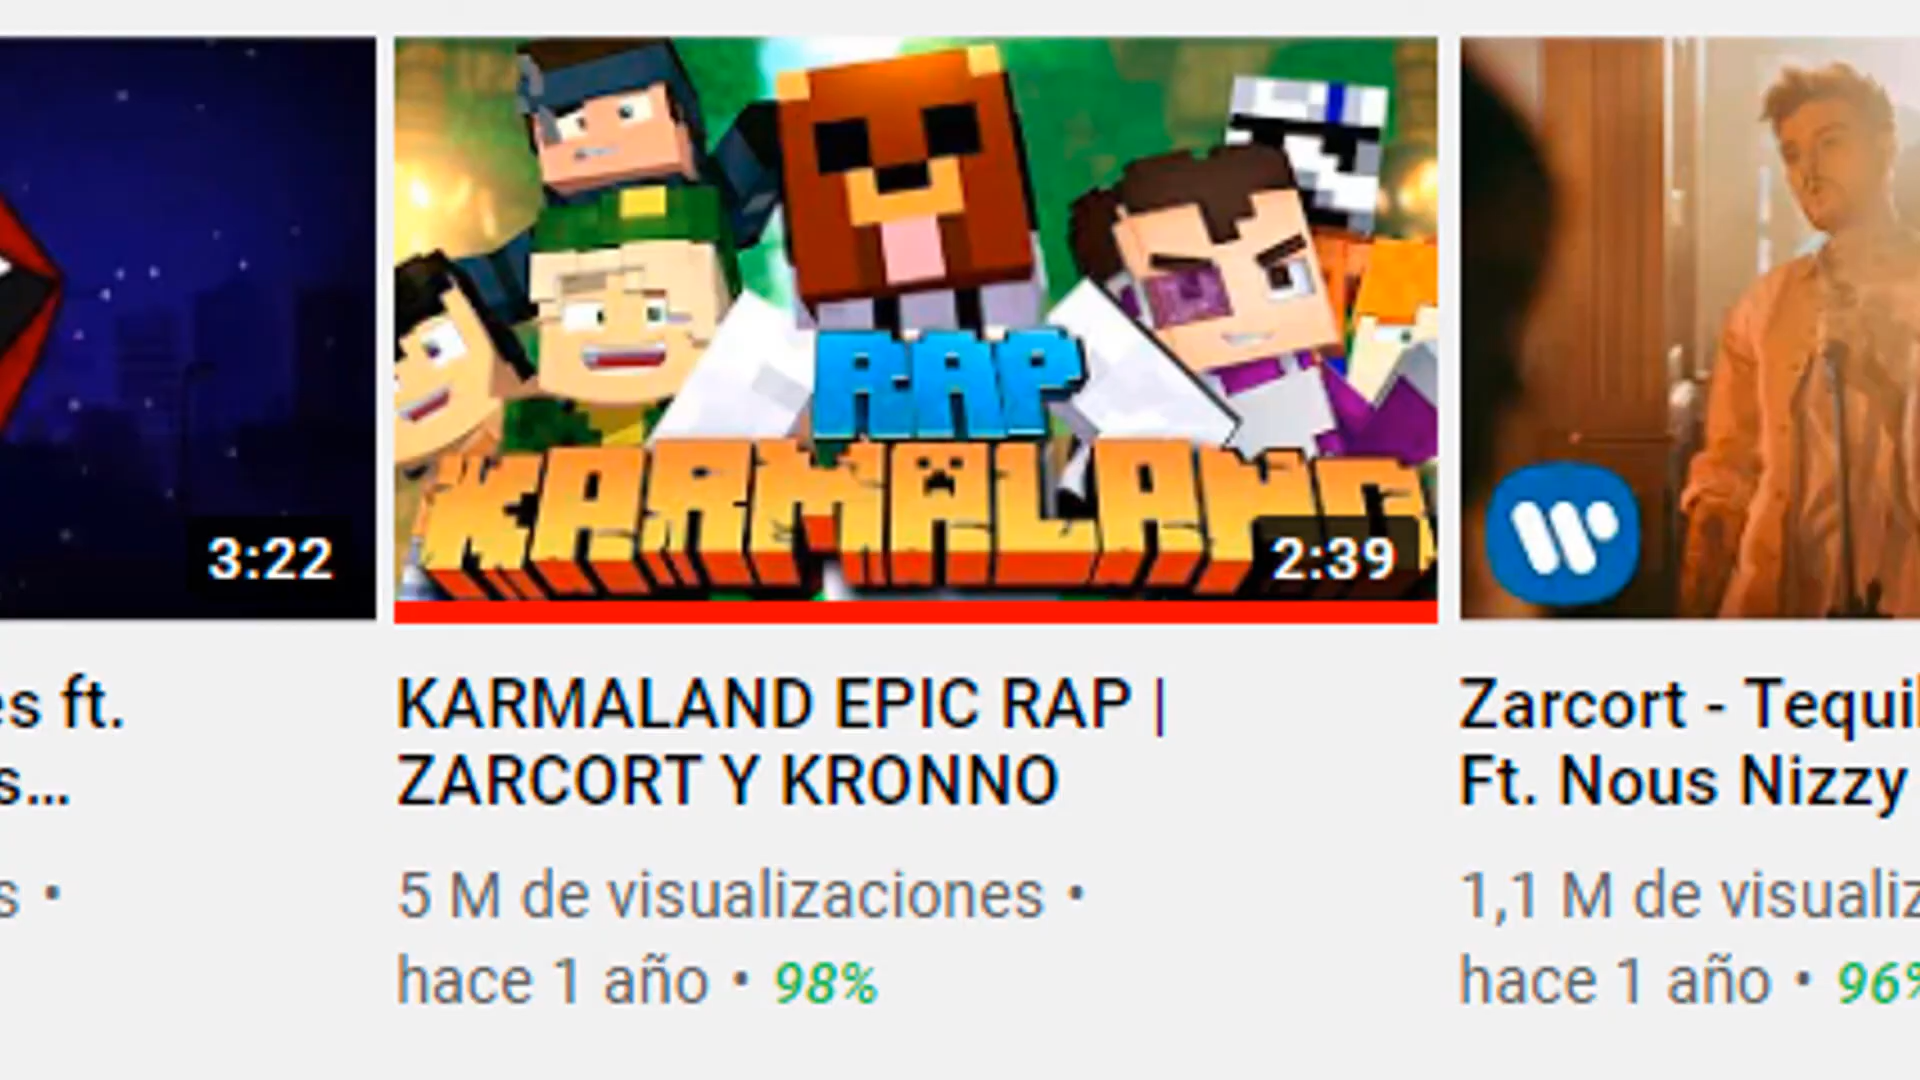 3:22
es ft.
s...
s •
RAP
KARMALAND
2:39
KARMALAND EPIC RAP |
ZARCORT Y KRONNO
5 M de visualizaciones •
hace 1 año • 98%
Zarcort - Tequil
Ft. Nous Nizzy
1,1 M de visualiz
hace 1 año • 96%